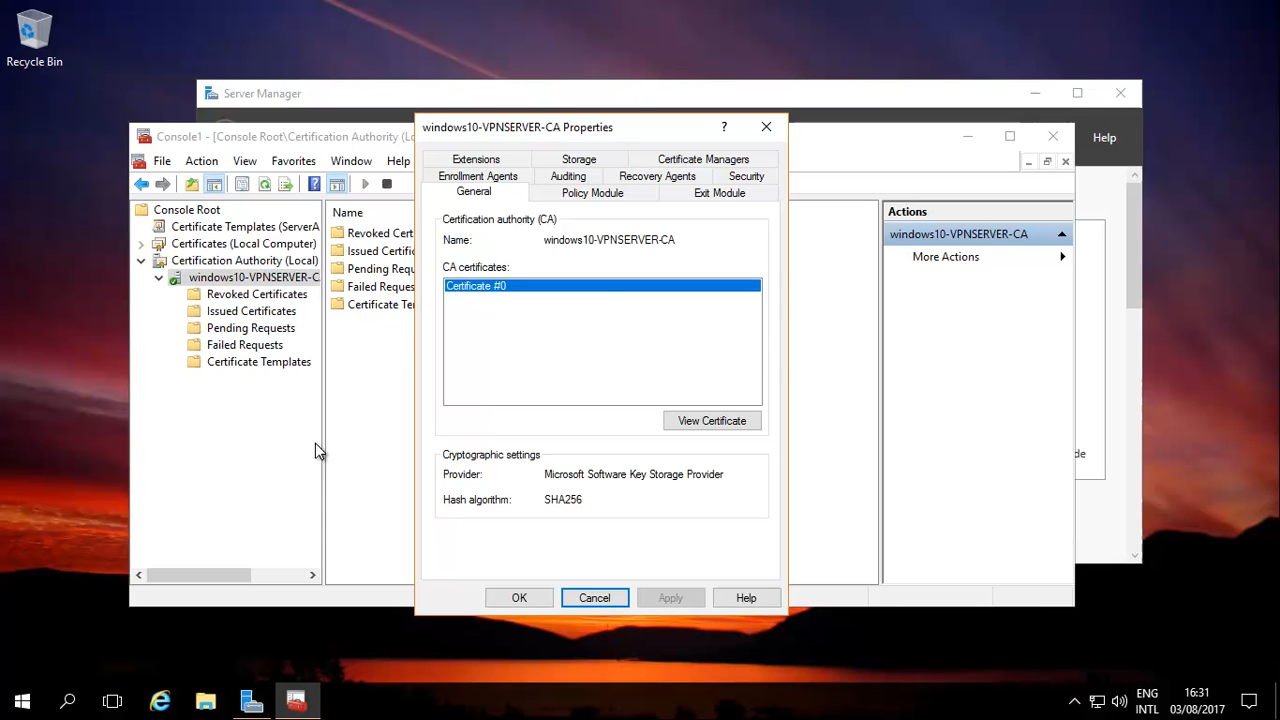 Recycle Bin
Server Manager
Help
Console1 - [Console Root\Certification Authority (Lo
File Action View Favorites Window Help
Console Root
Certificate Templates (ServerA
Certificates (Local Computer)
Certification Authority (Local)
windows10-VPNSERVER-C
Revoked Certificates
Issued Certificates
Pending Requests
Failed Requests
Certificate Templates
Name
Revoked Cert
Issued Certifi
Pending Requ
Failed Reques
Certificate Te
Actions
windows10-VPNSERVER-CA
More Actions
de
windows10-VPNSERVER-CA Properties
Extensions Storage Certificate Managers
Enrollment Agents Auditing Recovery Agents Security
General Policy Module Exit Module
Certification authority (CA)
Name: windows10-VPNSERVER-CA
CA certificates:
Certificate #0
View Certificate
Cryptographic settings
Provider: Microsoft Software Key Storage Provider
Hash algorithm: SHA256
OK Cancel Apply Help
ENG
INTL
16:31
03/08/2017